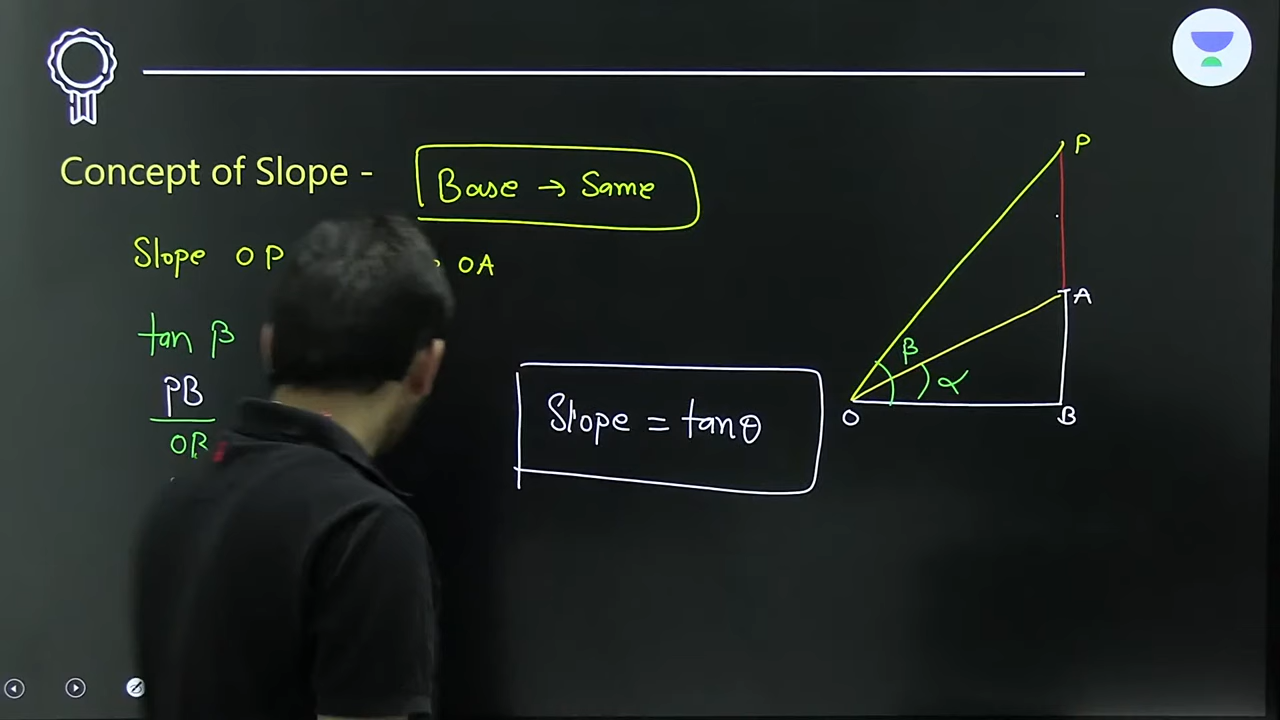 Concept of Slope -
Base → Same
Slope OP OA
tan β
PB
OB
Slope = tanθ
P
A
β
α
O
B